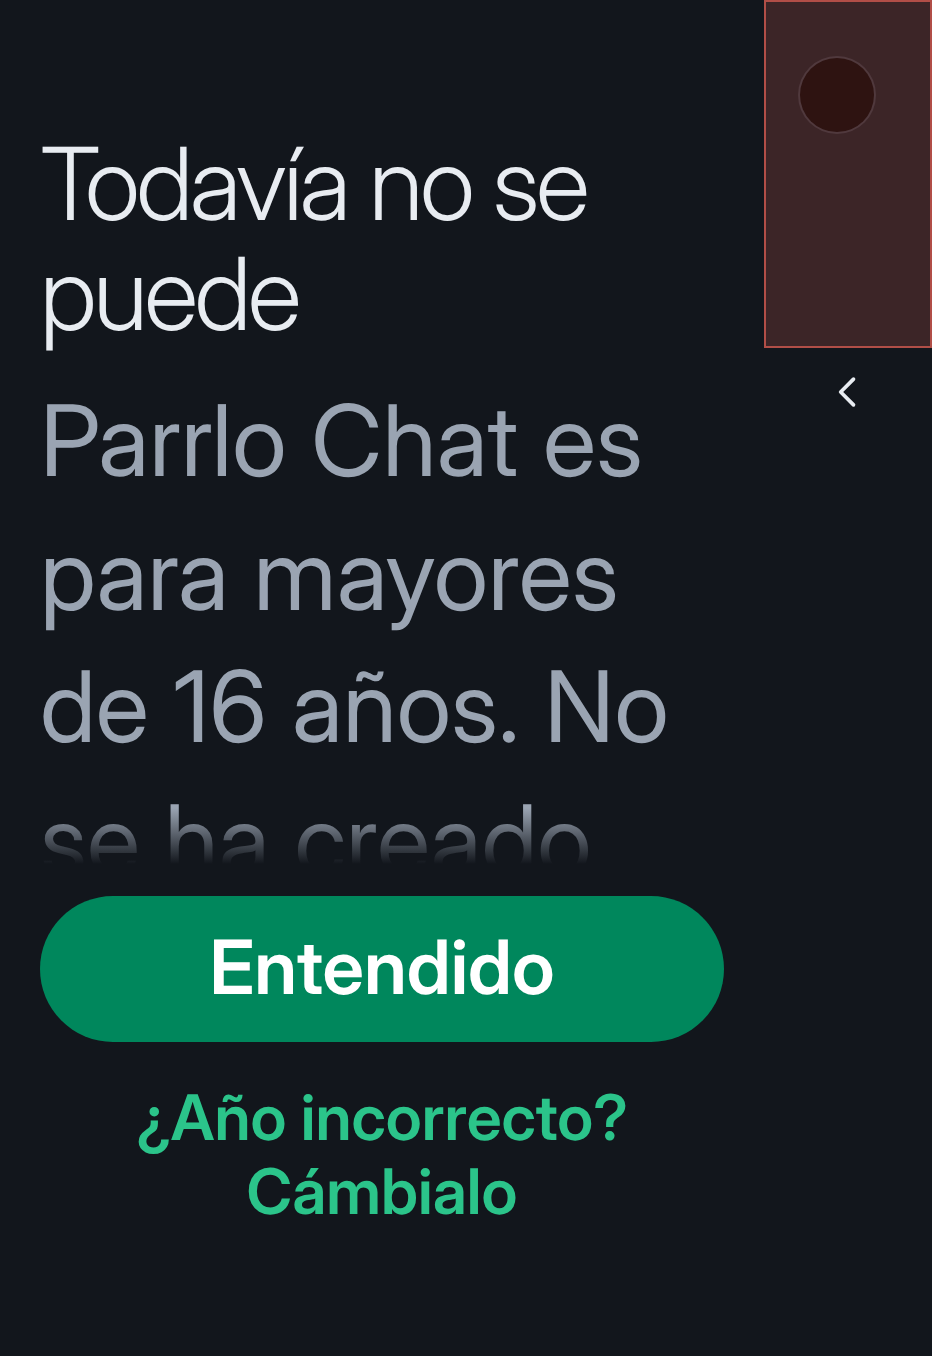 Todavía no se
puede
Parrlo Chat es
para mayores
de 16 años. No
se ha creado
Entendido
¿Año incorrecto?
Cámbialo